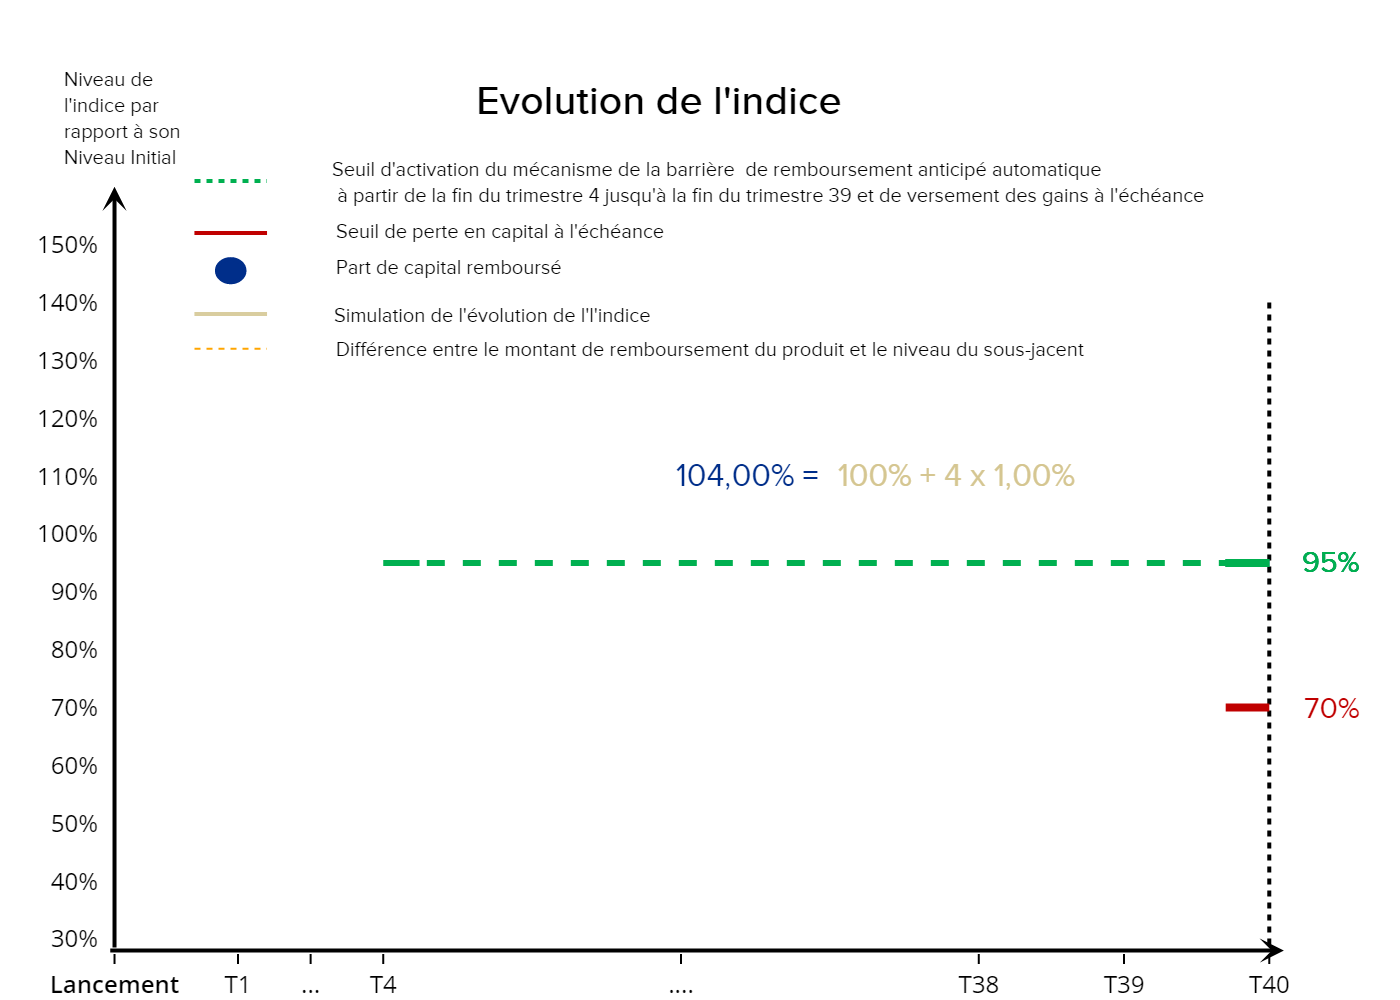 Niveau de
l'indice par
rapport à son
Niveau Initial
Evolution de l'indice
Seuil d'activation du mécanisme de la barrière  de remboursement anticipé automatique
à partir de la fin du trimestre 4 jusqu'à la fin du trimestre 39 et de versement des gains à l'échéance
Seuil de perte en capital à l'échéance
Part de capital remboursé
Simulation de l'évolution de l'l'indice
Différence entre le montant de remboursement du produit et le niveau du sous-jacent
150%
140%
130%
120%
110%
104,00% = 100% + 4 x 1,00%
100%
95%
90%
80%
70%
70%
60%
50%
40%
30%
Lancement T1 ... T4 .... T38 T39 T40